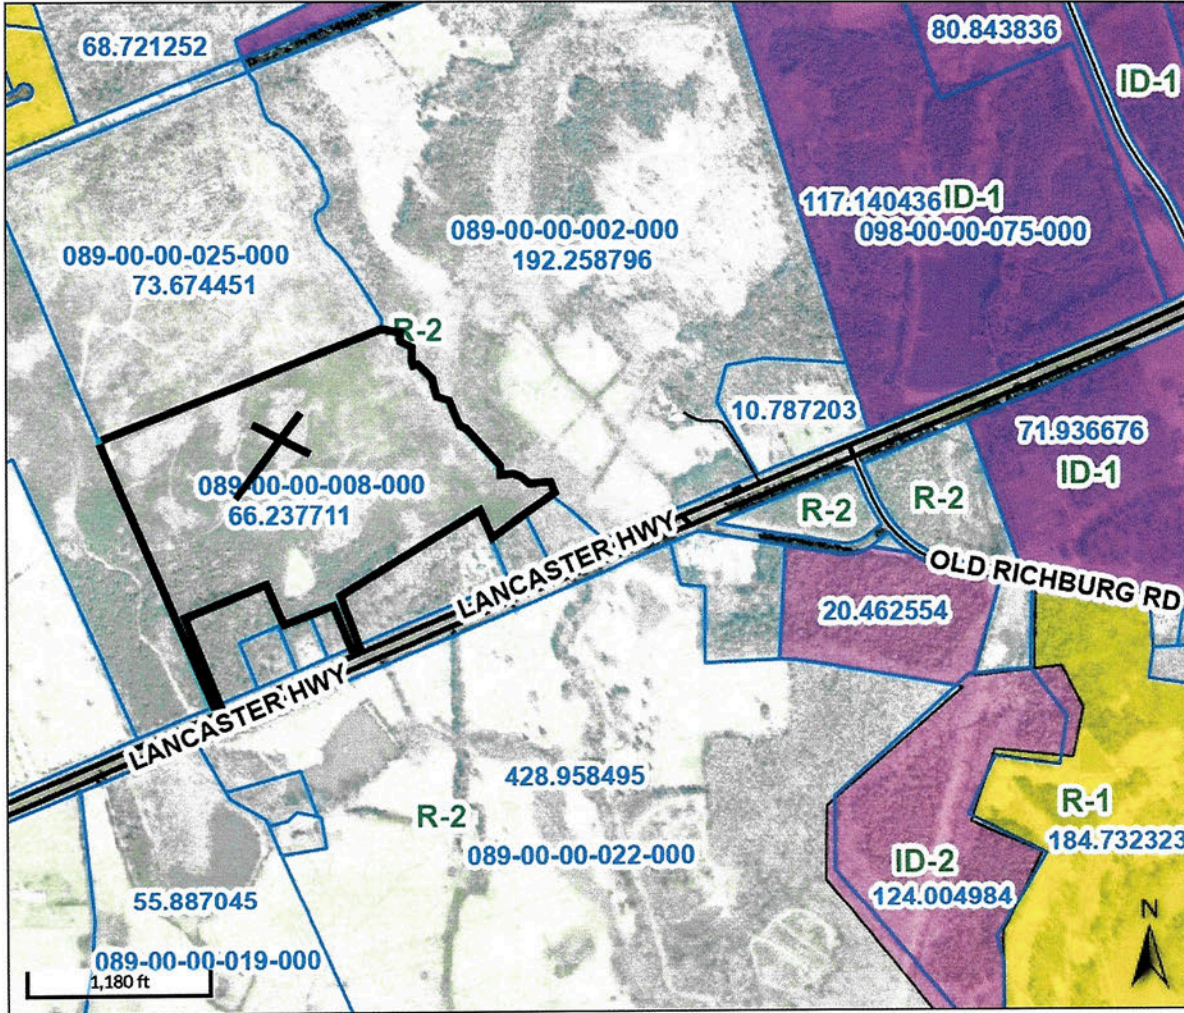 68.721252
80.843836
ID-1
117.140436 ID-1
098-00-00-075-000
089-00-00-002-000
192.258796
089-00-00-025-000
73.674451
R-2
10.787203
71.936676
ID-1
089-00-00-008-000
66.237711
R-2
R-2
LANCASTER HWY
OLD RICHBURG RD
20.462554
LANCASTER HWY
428.958495
R-2
089-00-00-022-000
R-1
184.732323
ID-2
124.004984
55.887045
089-00-00-019-000
1,180 ft
N